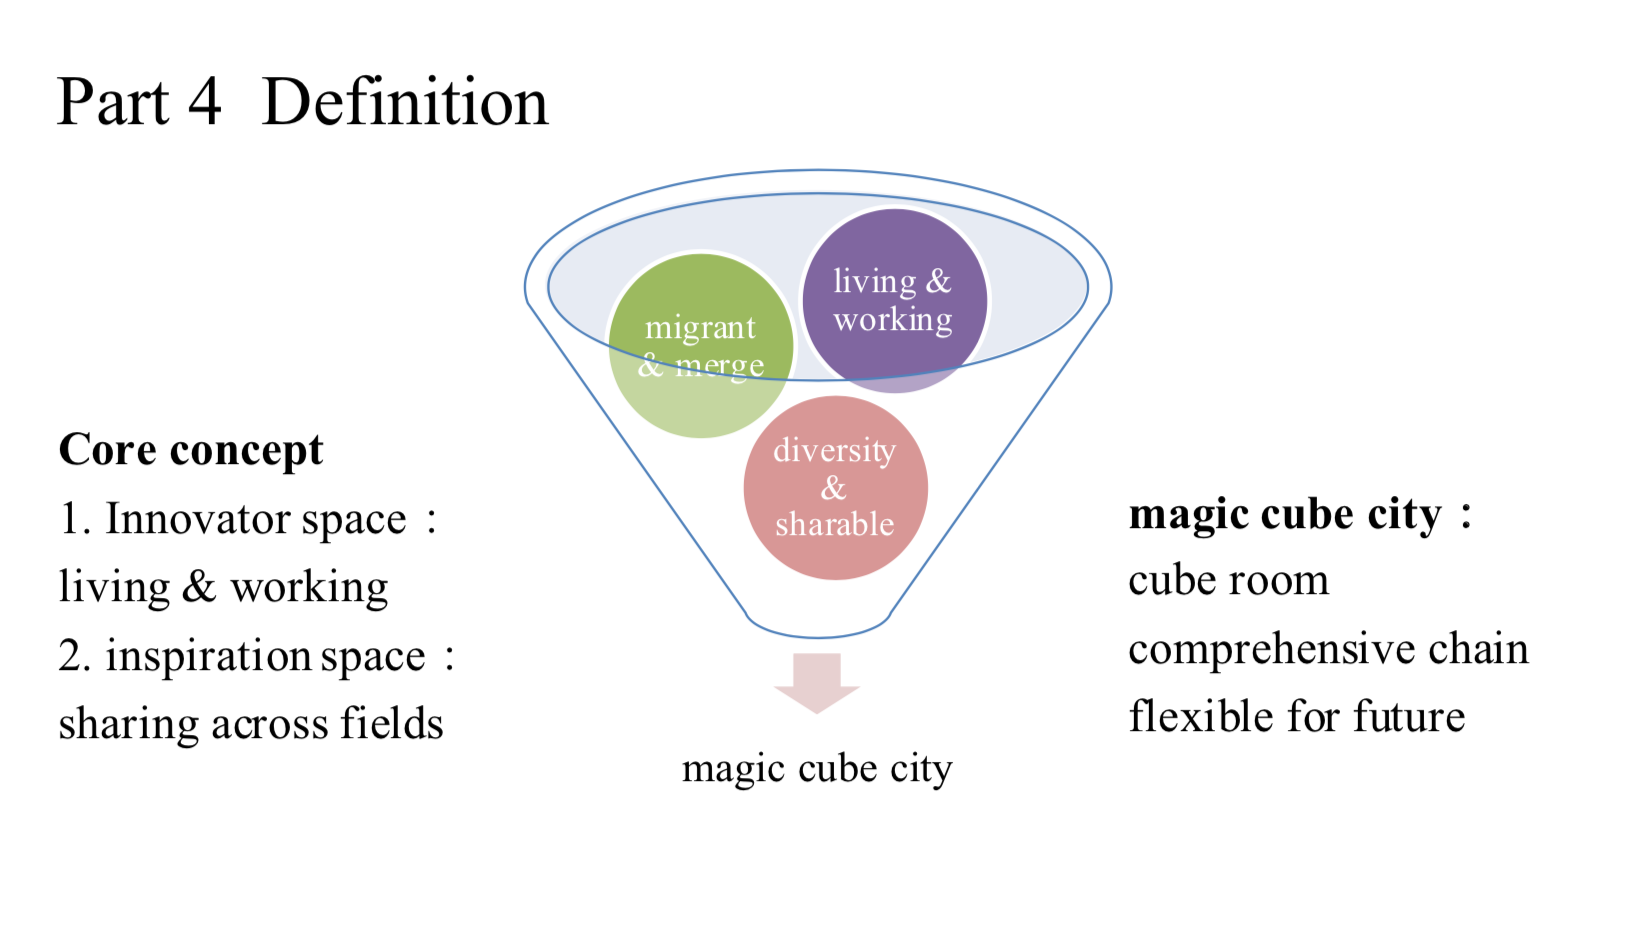 Part 4 Definition
living &
working
migrant
& merge
diversity
&
sharable
Core concept
1. Innovator space：
living & working
2. inspiration space：
sharing across fields
magic cube city：
cube room
comprehensive chain
flexible for future
magic cube city